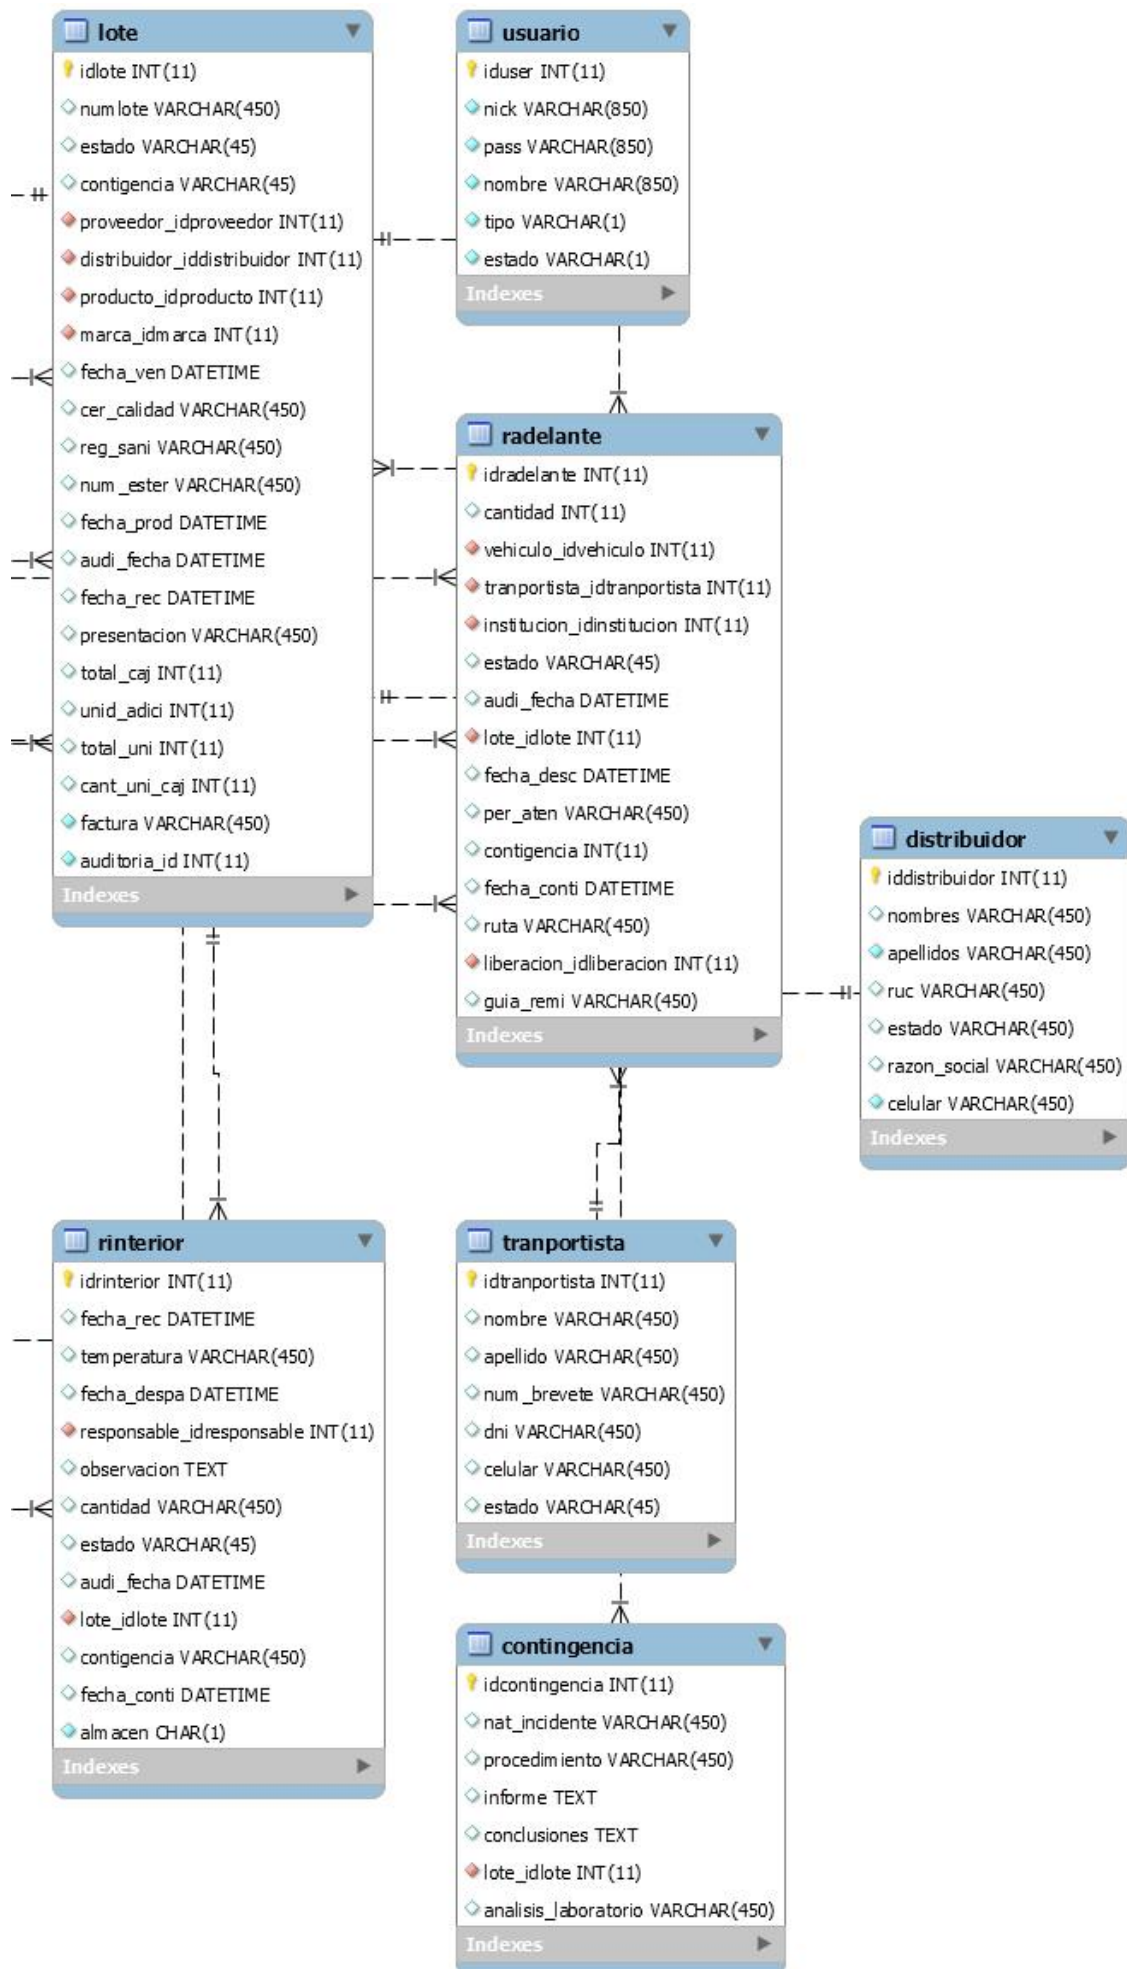 lote
idlote INT(11)
numlote VARCHAR(450)
estado VARCHAR(45)
contigencia VARCHAR(45)
proveedor_idproveedor INT(11)
distribuidor_iddistribuidor INT(11)
producto_idproducto INT(11)
marca_idmarca INT(11)
fecha_ven DATETIME
cer_calidad VARCHAR(450)
reg_sani VARCHAR(450)
num_ester VARCHAR(450)
fecha_prod DATETIME
audi_fecha DATETIME
fecha_rec DATETIME
presentacion VARCHAR(450)
total_caj INT(11)
unid_adici INT(11)
total_uni INT(11)
cant_uni_caj INT(11)
factura VARCHAR(450)
auditoria_id INT(11)
Indexes
usuario
iduser INT(11)
nick VARCHAR(850)
pass VARCHAR(850)
nombre VARCHAR(850)
tipo VARCHAR(1)
estado VARCHAR(1)
Indexes
radelante
idradelante INT(11)
cantidad INT(11)
vehiculo_idvehiculo INT(11)
tranportista_idtranportista INT(11)
institucion_idinstitucion INT(11)
estado VARCHAR(45)
audi_fecha DATETIME
lote_idlote INT(11)
fecha_desc DATETIME
per_aten VARCHAR(450)
contigencia INT(11)
fecha_conti DATETIME
ruta VARCHAR(450)
liberacion_idliberacion INT(11)
guia_remi VARCHAR(450)
Indexes
distribuidor
iddistribuidor INT(11)
nombres VARCHAR(450)
apellidos VARCHAR(450)
ruc VARCHAR(450)
estado VARCHAR(450)
razon_social VARCHAR(450)
celular VARCHAR(450)
Indexes
rinterior
idrinterior INT(11)
fecha_rec DATETIME
temperatura VARCHAR(450)
fecha_despa DATETIME
responsable_idresponsable INT(11)
observacion TEXT
cantidad VARCHAR(450)
estado VARCHAR(45)
audi_fecha DATETIME
lote_idlote INT(11)
contigencia VARCHAR(450)
fecha_conti DATETIME
almacen CHAR(1)
Indexes
tranportista
idtranportista INT(11)
nombre VARCHAR(450)
apellido VARCHAR(450)
num_brevete VARCHAR(450)
dni VARCHAR(450)
celular VARCHAR(450)
estado VARCHAR(45)
Indexes
contingencia
idcontingencia INT(11)
nat_incidente VARCHAR(450)
procedimiento VARCHAR(450)
informe TEXT
conclusiones TEXT
lote_idlote INT(11)
analisis_laboratorio VARCHAR(450)
Indexes